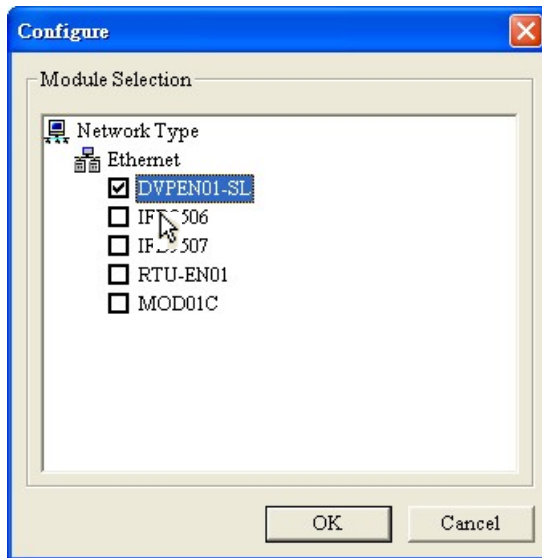 Configure
Module Selection
Network Type
Ethernet
DVPEN01-SL
RTU-EN01
MOD01C
OK
Cancel